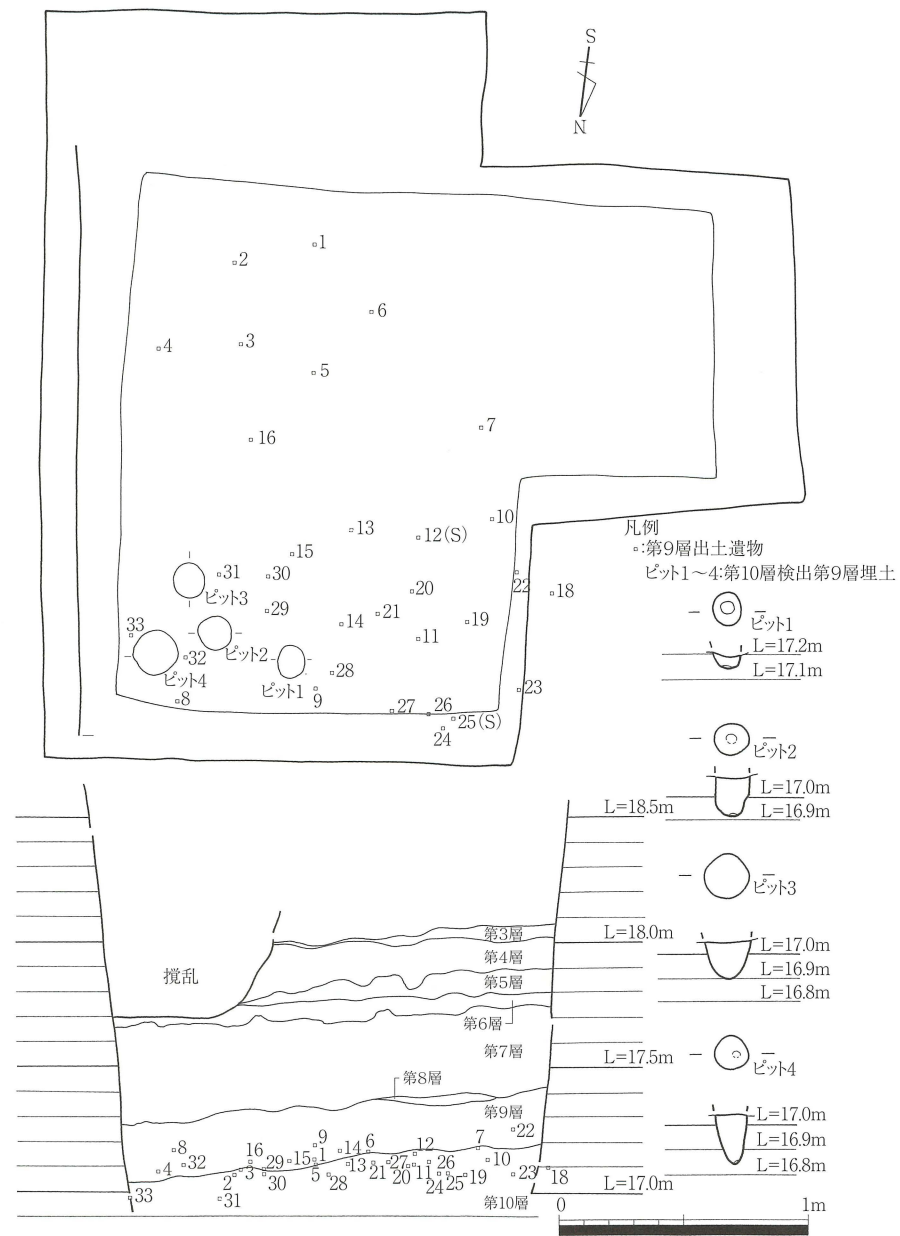 S
N
1
2
6
4
3
5
7
16
10
13
12(S)
凡例
▫:第9層出土遺物
ピット1～4:第10層検出第9層埋土
15
31
30
22
18
20
ピット3
29
21
14
19
11
33
ピット2
32
28
ピット4
ピット1
8
9
23
27
26
25(S)
24
ピット1
L=17.2m
L=17.1m
ピット2
L=17.0m
L=16.9m
ピット3
L=17.0m
L=16.9m
L=16.8m
ピット4
L=17.0m
L=16.9m
L=16.8m
L=18.5m
第3層
L=18.0m
第4層
撹乱
第5層
第6層
第7層
L=17.5m
第8層
第9層
22
8
16
9
14
6
12
7
4
32
29
15
1
13
27
11
26
10
2
3
30
5
28
21
20
24
25
19
23
18
L=17.0m
33
31
第10層
0
1m